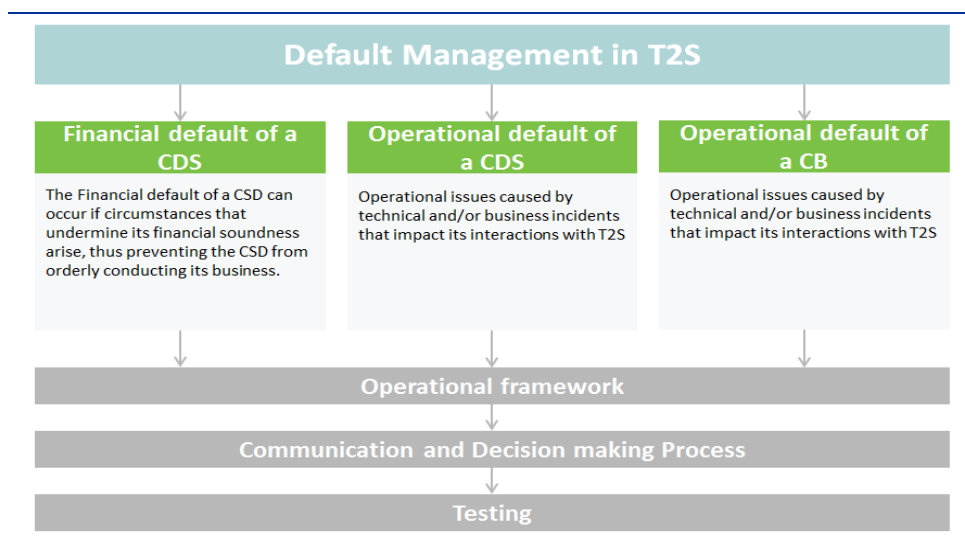 Default Management in T2S
Financial default of a
CDS
The Financial default of a CSD can
occur if circumstances that
undermine its financial soundness
arise, thus preventing the CSD from
orderly conducting its business.
Operational default of
a CDS
Operational issues caused by
technical and/or business incidents
that impact its interactions with T2S
Operational default of
a CB
Operational issues caused by
technical and/or business incidents
that impact its interactions with T2S
Operational framework
Communication and Decision making Process
Testing